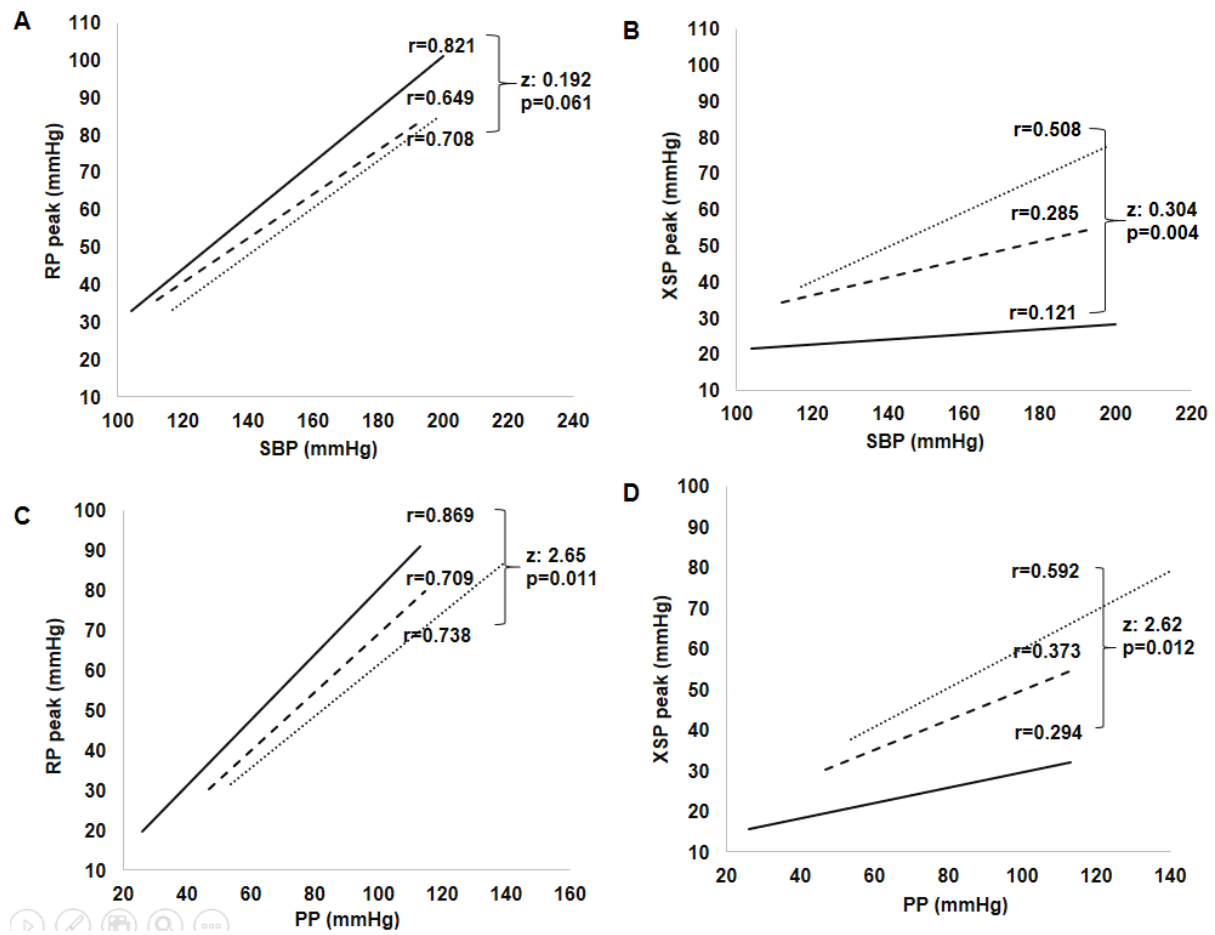 A
110
100
90
80
70
60
50
40
30
20
10
RP peak (mmHg)
r=0.821
r=0.649
r=0.708
z: 0.192
p=0.061
100 120 140 160 180 200 220 240
SBP (mmHg)
B
110
100
90
80
70
60
50
40
30
20
10
XSP peak (mmHg)
r=0.508
r=0.285
r=0.121
z: 0.304
p=0.004
100 120 140 160 180 200 220
SBP (mmHg)
C
100
90
80
70
60
50
40
30
20
10
RP peak (mmHg)
r=0.869
r=0.709
r=0.738
z: 2.65
p=0.011
20 40 60 80 100 120 140 160
PP (mmHg)
D
100
90
80
70
60
50
40
30
20
10
XSP peak (mmHg)
r=0.592
r=0.373
r=0.294
z: 2.62
p=0.012
20 40 60 80 100 120 140
PP (mmHg)